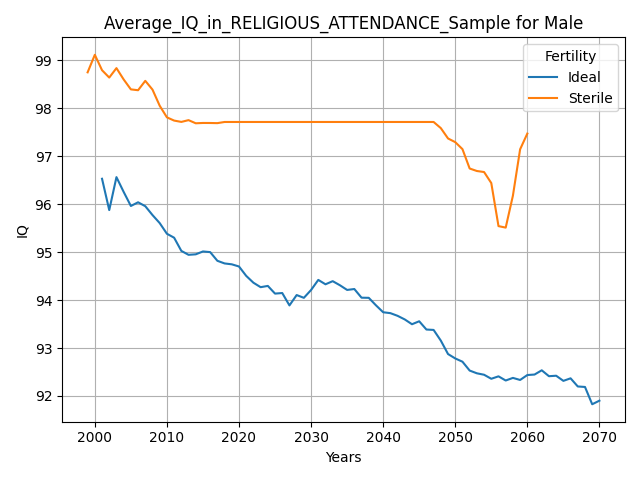 Average_IQ_in_RELIGIOUS_ATTENDANCE_Sample for Male
Fertility
Ideal
Sterile
99
98
97
96
95
94
93
92
IQ
2000 2010 2020 2030 2040 2050 2060 2070
Years